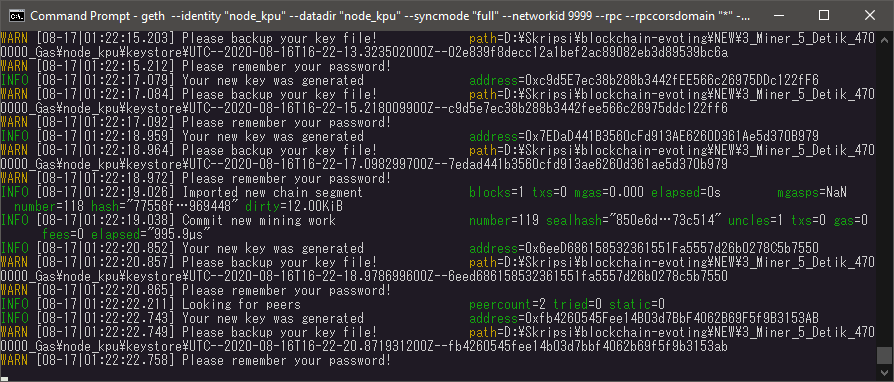 Command Prompt - geth --identity "node_kpu" --datadir "node_kpu" --syncmode "full" --networkid 9999 --rpc --rpccorsdomain "*" -...
WARN [08-17|01:22:15.203] Please backup your key file! path=D:¥Skripsi¥blockchain-evoting¥NEW¥3_Miner_5_Detik_470
0000_Gas¥node_kpu¥keystore¥UTC--2020-08-16T16-22-13.323502000Z--02e839f8decc12a1bef2ac89082eb3d89539bc6a
WARN [08-17|01:22:15.212] Please remember your password!
INFO [08-17|01:22:17.079] Your new key was generated address=0xc9d5E7ec38b288b3442fEE566c26975DDc122fF6
WARN [08-17|01:22:17.084] Please backup your key file! path=D:¥Skripsi¥blockchain-evoting¥NEW¥3_Miner_5_Detik_470
0000_Gas¥node_kpu¥keystore¥UTC--2020-08-16T16-22-15.218009900Z--c9d5e7ec38b288b3442fee566c26975ddc122ff6
WARN [08-17|01:22:17.092] Please remember your password!
INFO [08-17|01:22:18.959] Your new key was generated address=0x7EDaD441B3560cFd913AE6260D361Ae5d370B979
WARN [08-17|01:22:18.964] Please backup your key file! path=D:¥Skripsi¥blockchain-evoting¥NEW¥3_Miner_5_Detik_470
0000_Gas¥node_kpu¥keystore¥UTC--2020-08-16T16-22-17.098299700Z--7edad441b3560cfd913ae6260d361ae5d370b979
WARN [08-17|01:22:18.972] Please remember your password!
INFO [08-17|01:22:19.026] Imported new chain segment blocks=1 txs=0 mgas=0.000 elapsed=0s mgasps=NaN
number=118 hash="77558f…969448" dirty=12.00KiB
INFO [08-17|01:22:19.038] Commit new mining work number=119 sealhash="850e6d…73c514" uncles=1 txs=0 gas=0
fees=0 elapsed="995.9µs"
INFO [08-17|01:22:20.852] Your new key was generated address=0x6eeD686158532361551Fa5557d26b0278C5b7550
WARN [08-17|01:22:20.857] Please backup your key file! path=D:¥Skripsi¥blockchain-evoting¥NEW¥3_Miner_5_Detik_470
0000_Gas¥node_kpu¥keystore¥UTC--2020-08-16T16-22-18.978699600Z--6eed686158532361551fa5557d26b0278c5b7550
WARN [08-17|01:22:20.865] Please remember your password!
INFO [08-17|01:22:22.211] Looking for peers peercount=2 tried=0 static=0
INFO [08-17|01:22:22.743] Your new key was generated address=0xfb4260545Fee14B03d7BbF4062B69F5f9B3153AB
WARN [08-17|01:22:22.749] Please backup your key file! path=D:¥Skripsi¥blockchain-evoting¥NEW¥3_Miner_5_Detik_470
0000_Gas¥node_kpu¥keystore¥UTC--2020-08-16T16-22-20.871931200Z--fb4260545fee14b03d7bbf4062b69f5f9b3153ab
WARN [08-17|01:22:22.758] Please remember your password!